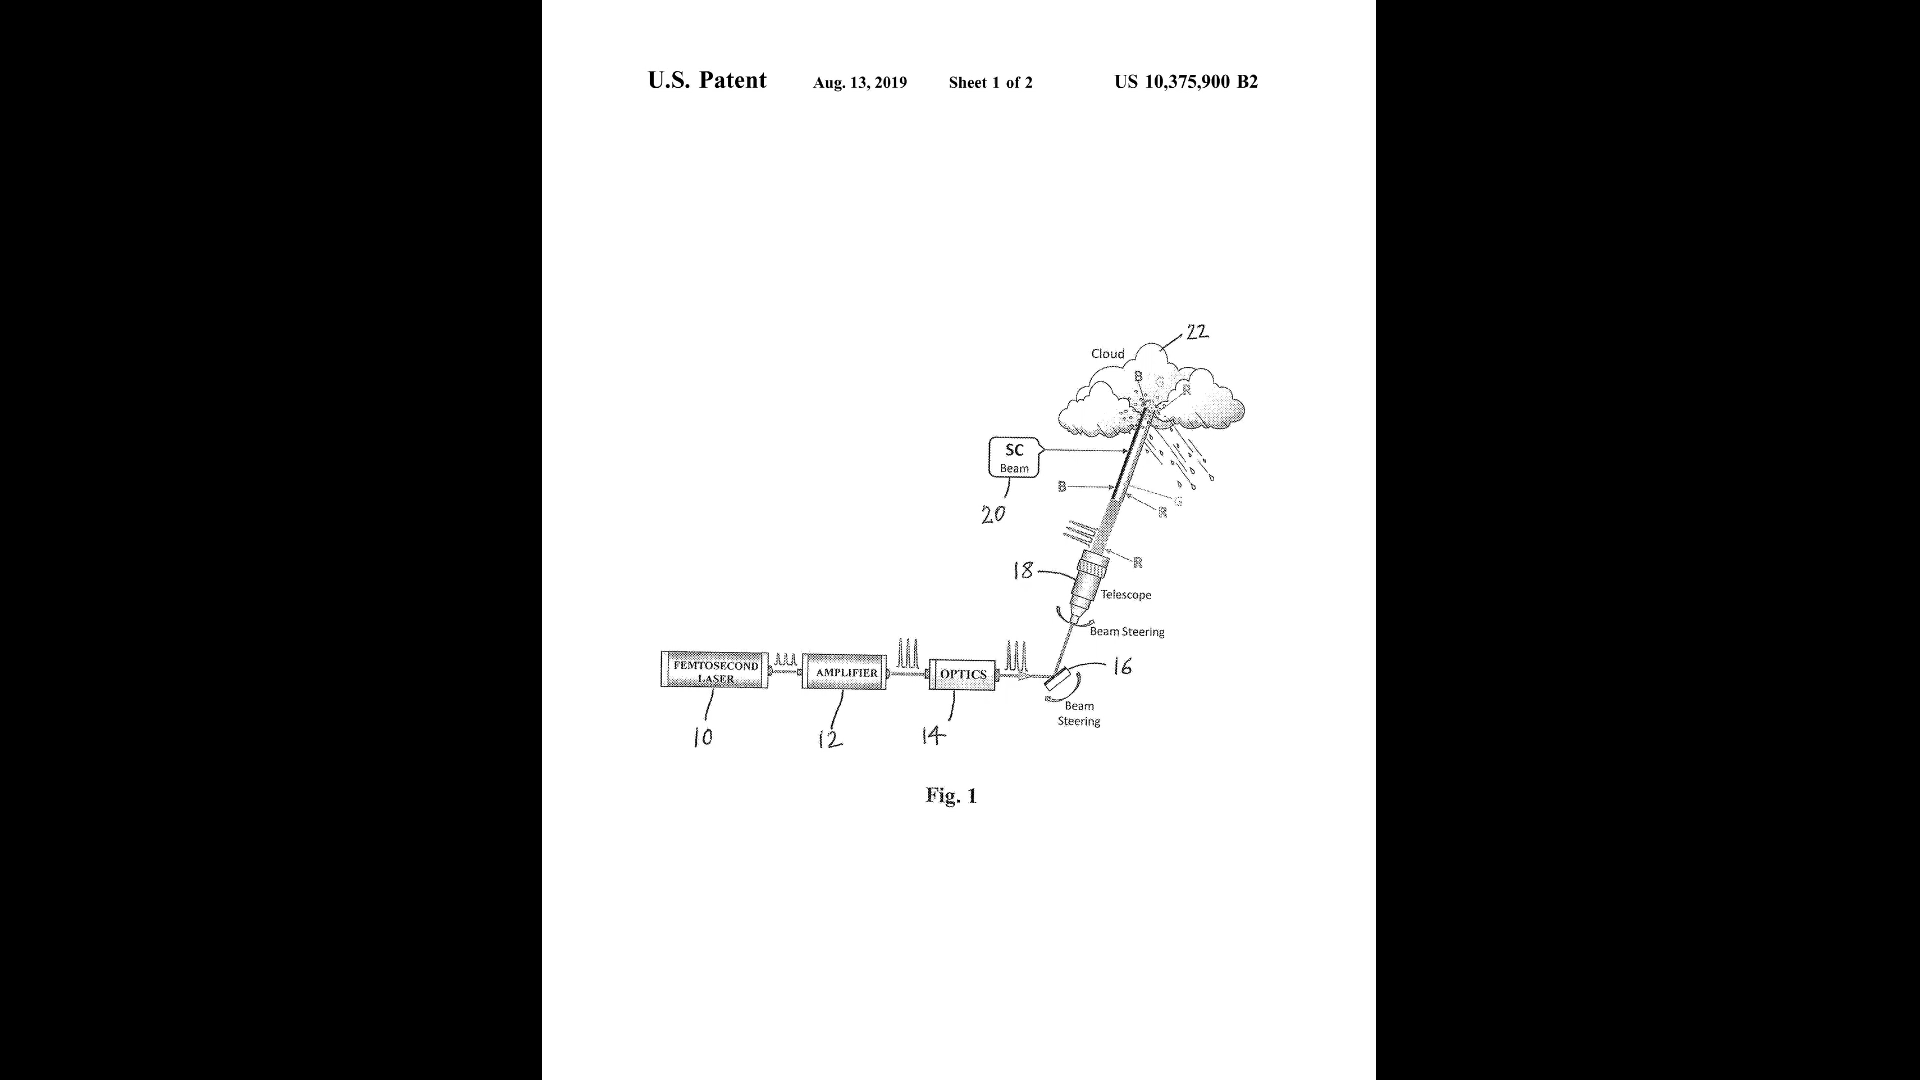 U.S. Patent Aug. 13, 2019 Sheet 1 of 2 US 10,375,900 B2
22
Cloud
B G R
SC
Beam
B
G
R
20
R
18
Telescope
Beam Steering
16
FEMTOSECOND
LASER
AMPLIFIER
OPTICS
Beam
Steering
10 12 14
Fig. 1